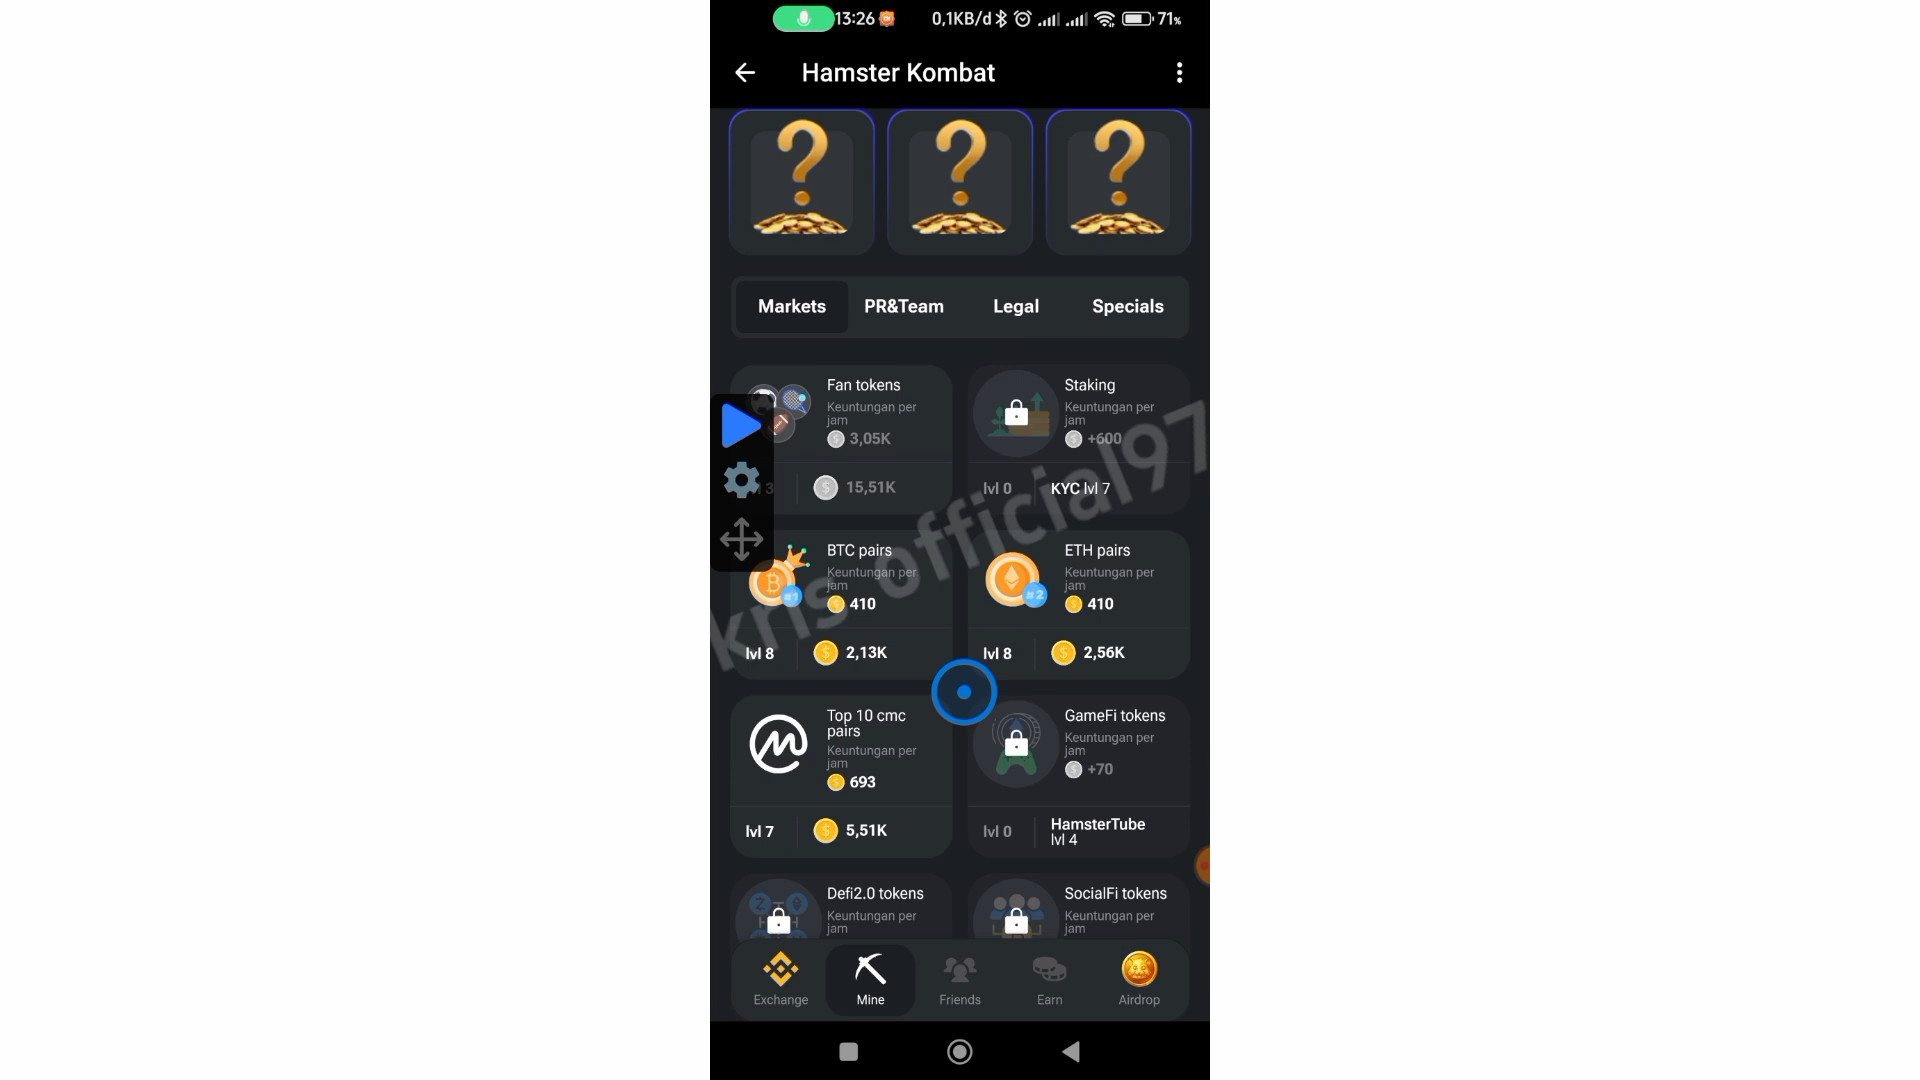 13:26 0,1KB/d 71%
Hamster Kombat
Markets PR&Team Legal Specials
Fan tokens
Keuntungan per
jam
3,05K
3
15,51K
Staking
Keuntungan per
jam
+600
lvl 0
KYC lvl 7
BTC pairs
Keuntungan per
jam
#1
410
lvl 8
2,13K
ETH pairs
Keuntungan per
jam
#2
410
lvl 8
2,56K
kris official97
Top 10 cmc
pairs
Keuntungan per
jam
693
lvl 7
5,51K
GameFi tokens
Keuntungan per
jam
+70
lvl 0
HamsterTube
lvl 4
Defi2.0 tokens
Keuntungan per
jam
SocialFi tokens
Keuntungan per
jam
Exchange Mine Friends Earn Airdrop